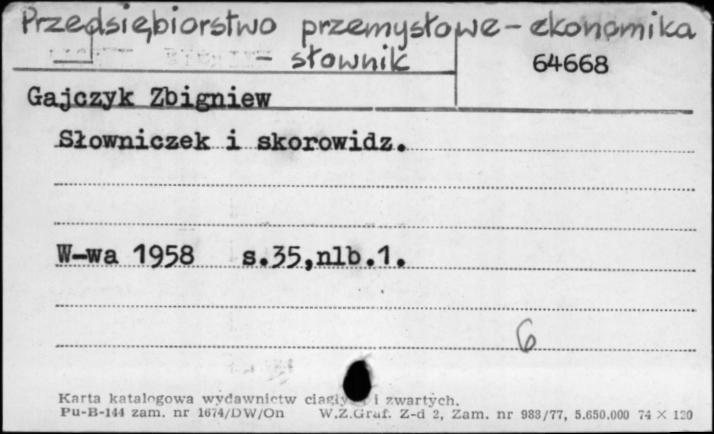 Przedsiębiorstwo przemysłowe - ekonomika
- słownik
64668
Gajczyk Zbigniew
Słowniczek i skorowidz.
W-wa 1958 s.35,nlb.1.
6
Karta katalogowa wydawnictw i zwartych.
Pu-B-144 zam. nr 1674/DW/On W.Z.Graf. Z-d 2, Zam. nr 988/77, 5.650.000 74 X 120